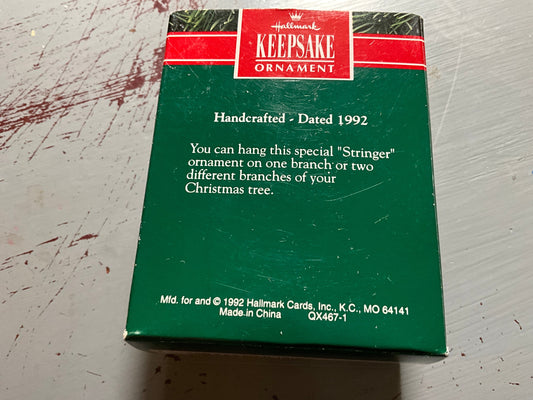 Hallmark
KEEPSAKE
ORNAMENT
Handcrafted - Dated 1992
You can hang this special "Stringer"
ornament on one branch or two
different branches of your
Christmas tree.
Mfd. for and © 1992 Hallmark Cards, Inc., K.C., MO 64141
Made in China QX467-1